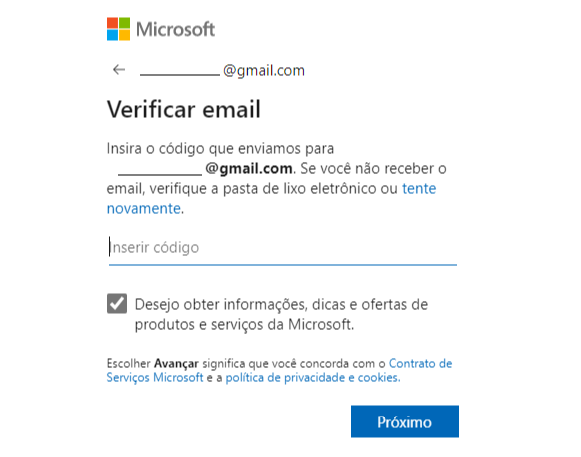 Microsoft
@gmail.com
Verificar email
Insira o código que enviamos para
@gmail.com. Se você não receber o
email, verifique a pasta de lixo eletrônico ou tente
novamente.
Inserir código
Desejo obter informações, dicas e ofertas de
produtos e serviços da Microsoft.
Escolher Avançar significa que você concorda com o Contrato de
Serviços Microsoft e a política de privacidade e cookies.
Próximo